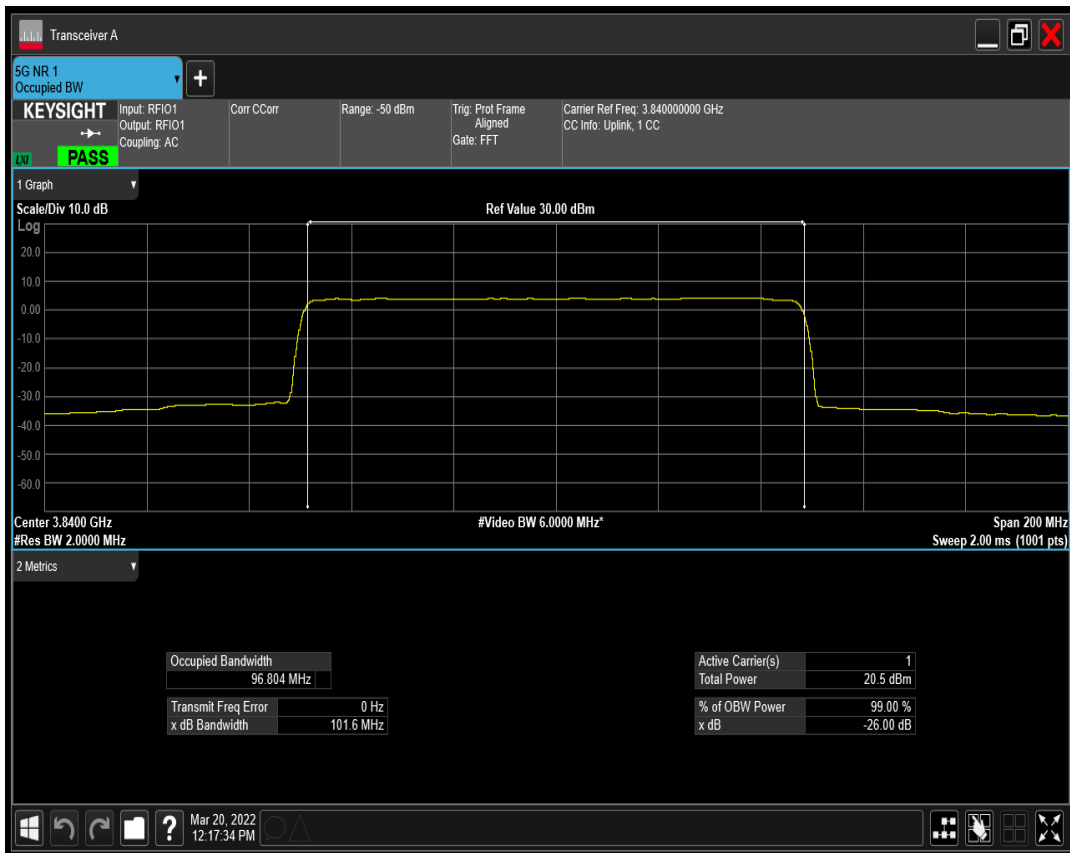 Transceiver A
5G NR 1
Occupied BW
KEYSIGHT
Input: RFIO1
Output: RFIO1
Coupling: AC
Corr CCorr
Range: -50 dBm
Trig: Prot Frame
Aligned
Gate: FFT
Carrier Ref Freq: 3.840000000 GHz
CC Info: Uplink, 1 CC
LXI
PASS
1 Graph
Scale/Div 10.0 dB
Ref Value 30.00 dBm
Log
20.0
10.0
0.00
-10.0
-20.0
-30.0
-40.0
-50.0
-60.0
Center 3.8400 GHz
#Video BW 6.0000 MHz*
Span 200 MHz
#Res BW 2.0000 MHz
Sweep 2.00 ms (1001 pts)
2 Metrics
Occupied Bandwidth
96.804 MHz
Transmit Freq Error 0 Hz
x dB Bandwidth 101.6 MHz
Active Carrier(s) 1
Total Power 20.5 dBm
% of OBW Power 99.00 %
x dB -26.00 dB
?
Mar 20, 2022
12:17:34 PM